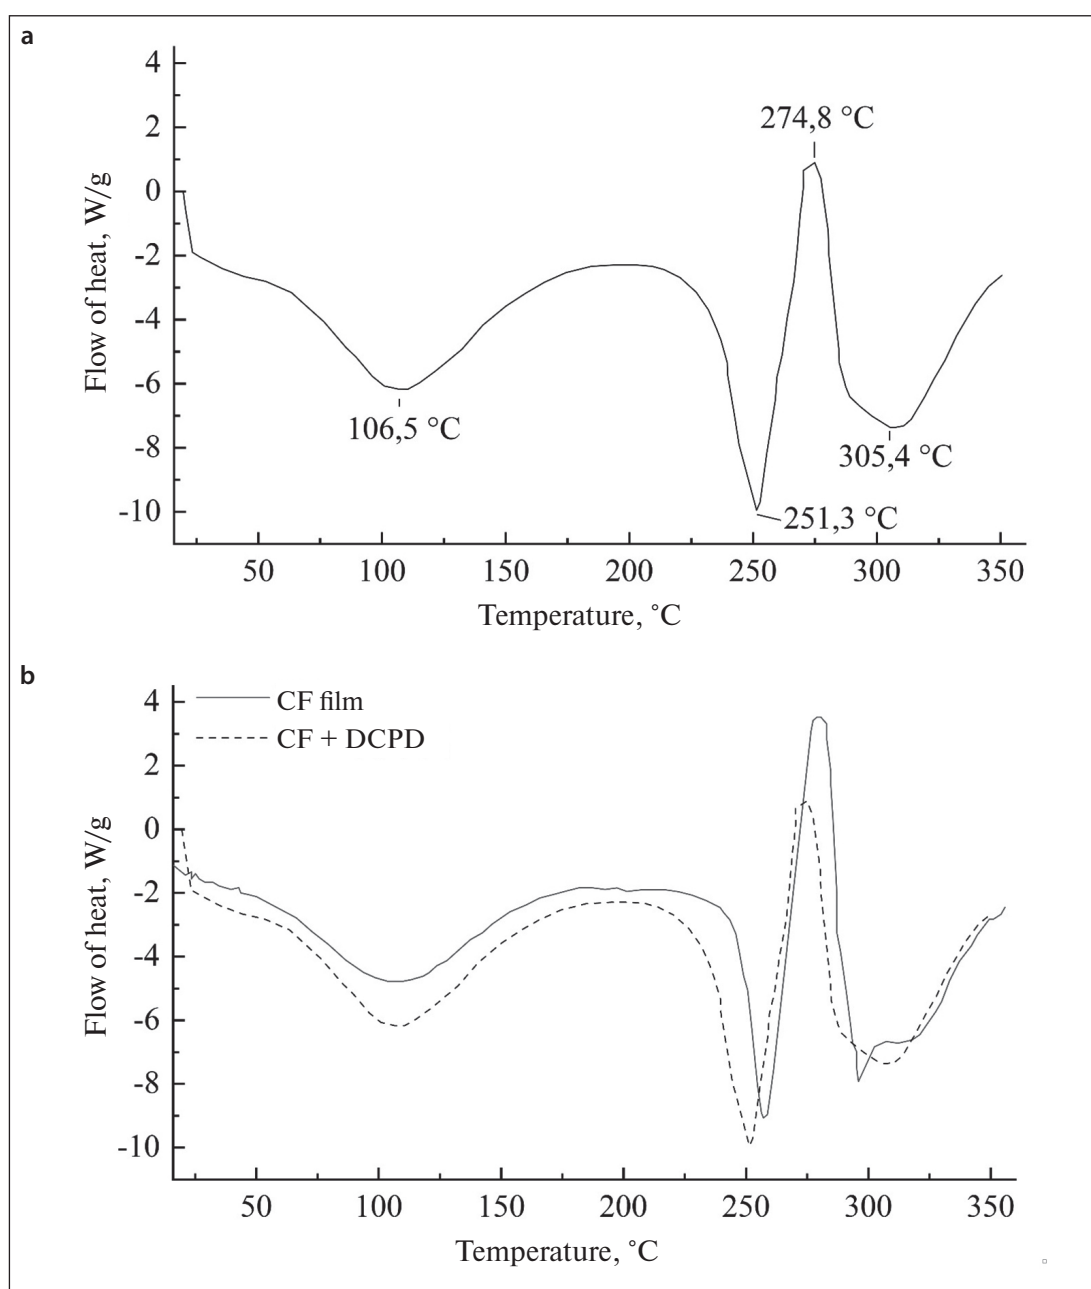 a
4
2
0
-2
-4
-6
-8
-10
Flow of heat, W/g
274,8 °C
106,5 °C
305,4 °C
251,3 °C
50 100 150 200 250 300 350
Temperature, °C
b
CF film
CF + DCPD
4
2
0
-2
-4
-6
-8
-10
Flow of heat, W/g
50 100 150 200 250 300 350
Temperature, °C